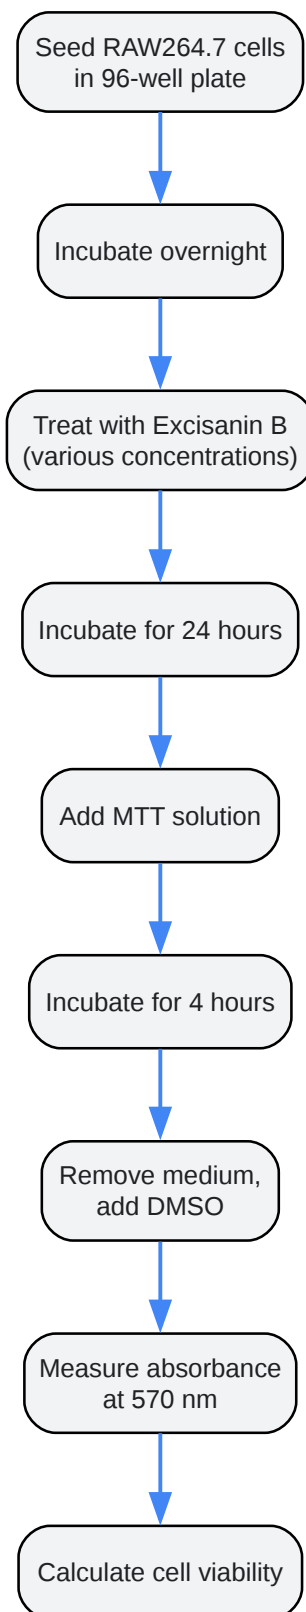 Seed RAW264.7 cells
in 96-well plate
Incubate overnight
Treat with Excisanin B
(various concentrations)
Incubate for 24 hours
Add MTT solution
Incubate for 4 hours
Remove medium,
add DMSO
Measure absorbance
at 570 nm
Calculate cell viability